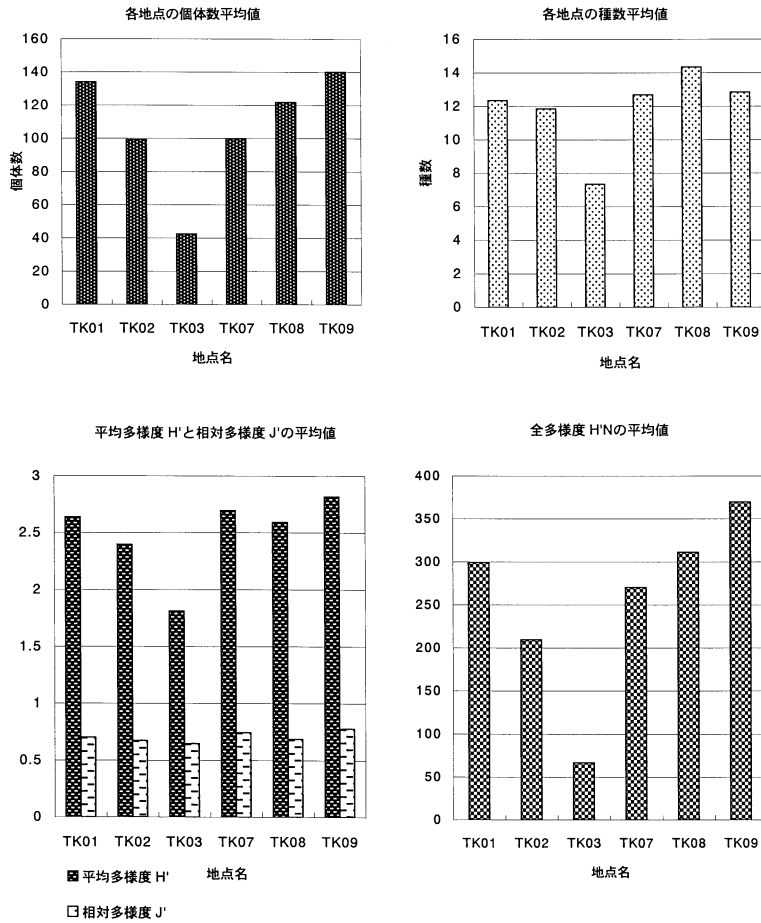 各地点の個体数平均値
160
140
120
100
80
60
40
20
0
個体数
TK01 TK02 TK03 TK07 TK08 TK09
地点名
各地点の種数平均値
16
14
12
10
8
6
4
2
0
種数
TK01 TK02 TK03 TK07 TK08 TK09
地点名
平均多様度 H'と相対多様度 J'の平均値
3
2.5
2
1.5
1
0.5
0
TK01 TK02 TK03 TK07 TK08 TK09
地点名
平均多様度 H'
相対多様度 J'
全多様度 H'Nの平均値
400
350
300
250
200
150
100
50
0
TK01 TK02 TK03 TK07 TK08 TK09
地点名